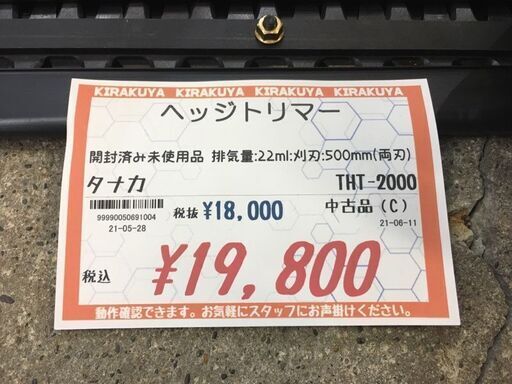 KIRAKUYA KIRAKUYA KIRAKUYA KIRAKUYA
ヘッジトリマー
開封済み未使用品 排気量:22ml:刈刃:500mm(両刃)
タナカ THT-2000
99990050691004
21-05-28
税抜 ¥18,000
中古品(C)
21-06-11
税込 ¥19,800
動作確認できます。お気軽にスタッフにお声掛けください。